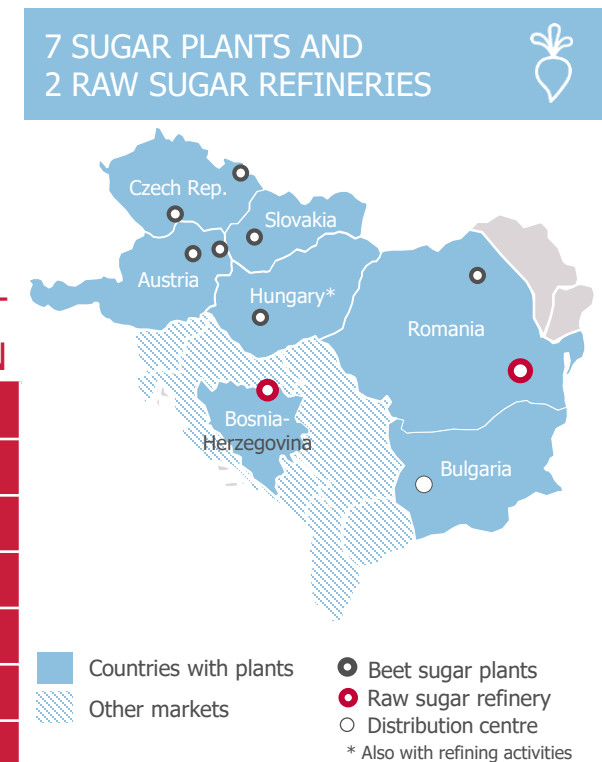 7 SUGAR PLANTS AND
2 RAW SUGAR REFINERIES
Czech Rep.
Slovakia
Austria
Hungary*
Romania
Bosnia-
Herzegovina
Bulgaria
Countries with plants
Other markets
Beet sugar plants
Raw sugar refinery
Distribution centre
* Also with refining activities